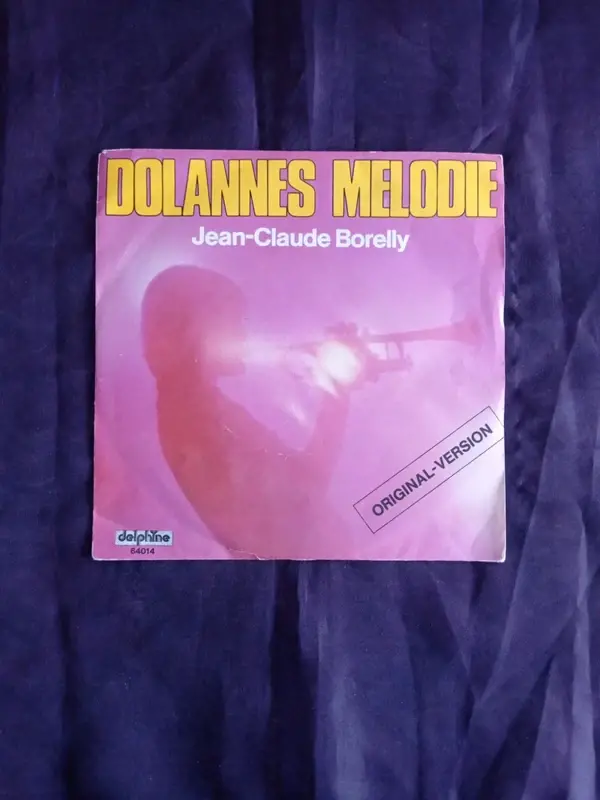 DOLANNES MELODIE
Jean-Claude Borelly
ORIGINAL-VERSION
delphine
64014